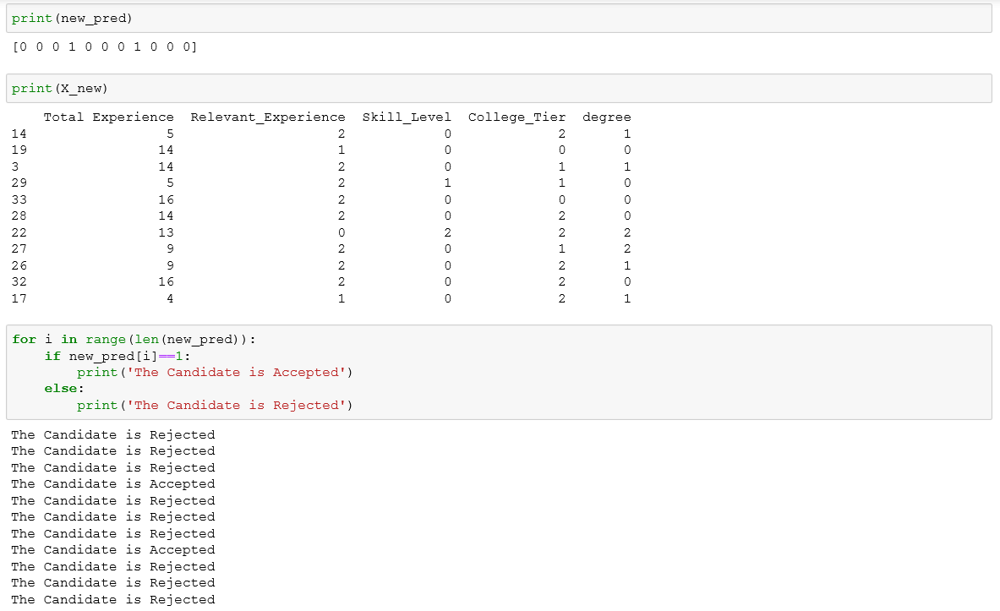 print(new_pred)
[0 0 0 1 0 0 0 1 0 0 0]
print(X_new)
    Total Experience  Relevant_Experience  Skill_Level  College_Tier  degree
14                 5                    2            0             2       1
19                14                    1            0             0       0
3                 14                    2            0             1       1
29                 5                    2            1             1       0
33                16                    2            0             0       0
28                14                    2            0             2       0
22                13                    0            2             2       2
27                 9                    2            0             1       2
26                 9                    2            0             2       1
32                16                    2            0             2       0
17                 4                    1            0             2       1
for i in range(len(new_pred)):
    if new_pred[i]==1:
        print('The Candidate is Accepted')
    else:
        print('The Candidate is Rejected')
The Candidate is Rejected
The Candidate is Rejected
The Candidate is Rejected
The Candidate is Accepted
The Candidate is Rejected
The Candidate is Rejected
The Candidate is Rejected
The Candidate is Accepted
The Candidate is Rejected
The Candidate is Rejected
The Candidate is Rejected